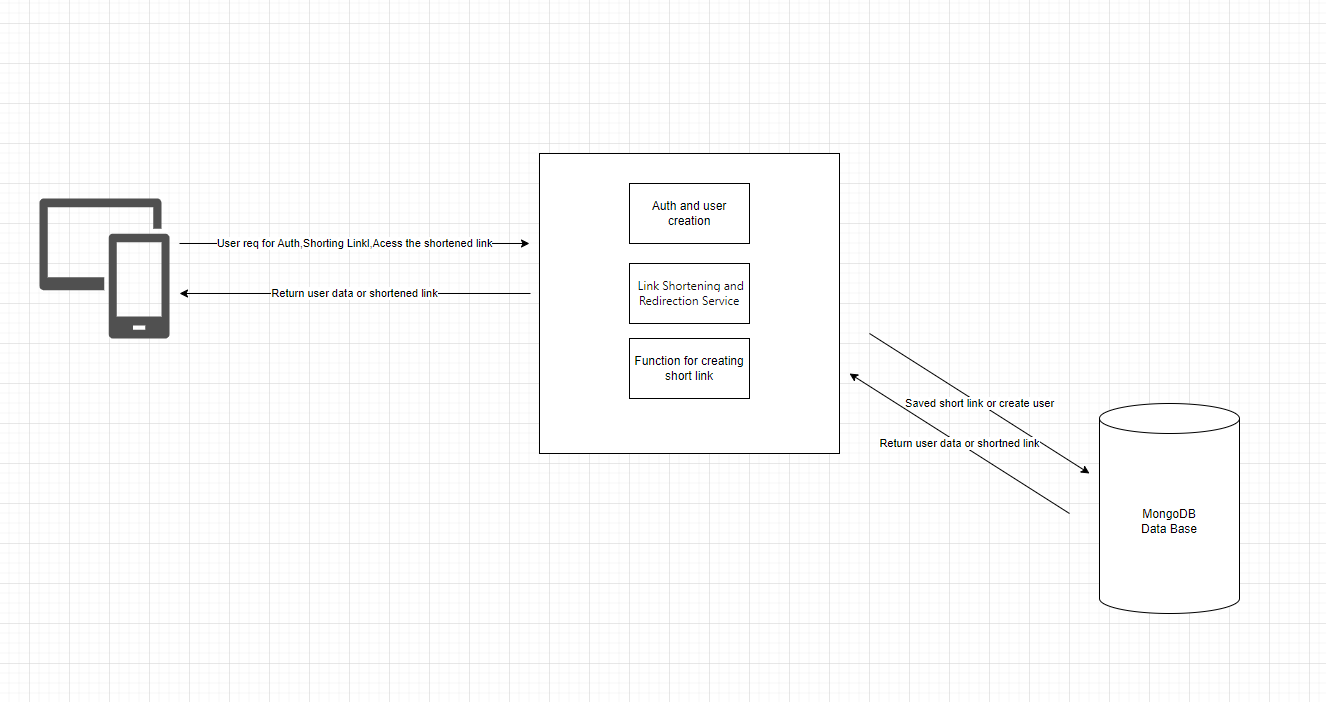 Auth and user
creation
User req for Auth,Shorting Linkl,Acess the shortened link
Link Shortening and
Redirection Service
Return user data or shortened link
Function for creating
short link
Saved short link or create user
Return user data or shortned link
MongoDB
Data Base